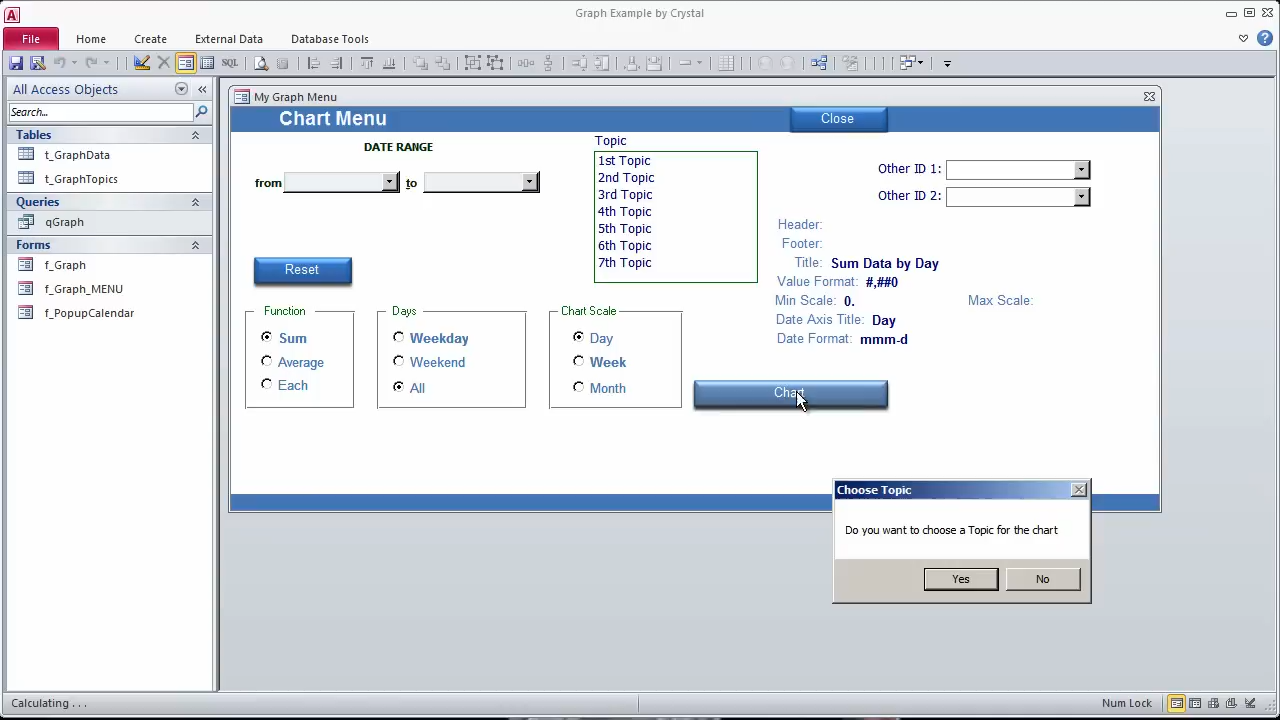 Graph Example by Crystal
File Home Create External Data Database Tools
SQL
All Access Objects
Search...
Tables
t_GraphData
t_GraphTopics
Queries
qGraph
Forms
f_Graph
f_Graph_MENU
f_PopupCalendar
My Graph Menu
Chart Menu
Close
DATE RANGE
from
to
Reset
Topic
1st Topic
2nd Topic
3rd Topic
4th Topic
5th Topic
6th Topic
7th Topic
Other ID 1:
Other ID 2:
Header:
Footer:
Title: Sum Data by Day
Value Format: #,##0
Min Scale: 0. Max Scale:
Date Axis Title: Day
Date Format: mmm-d
Function
Sum
Average
Each
Days
Weekday
Weekend
All
Chart Scale
Day
Week
Month
Chart
Choose Topic
Do you want to choose a Topic for the chart
Yes No
Calculating . . .
Num Lock